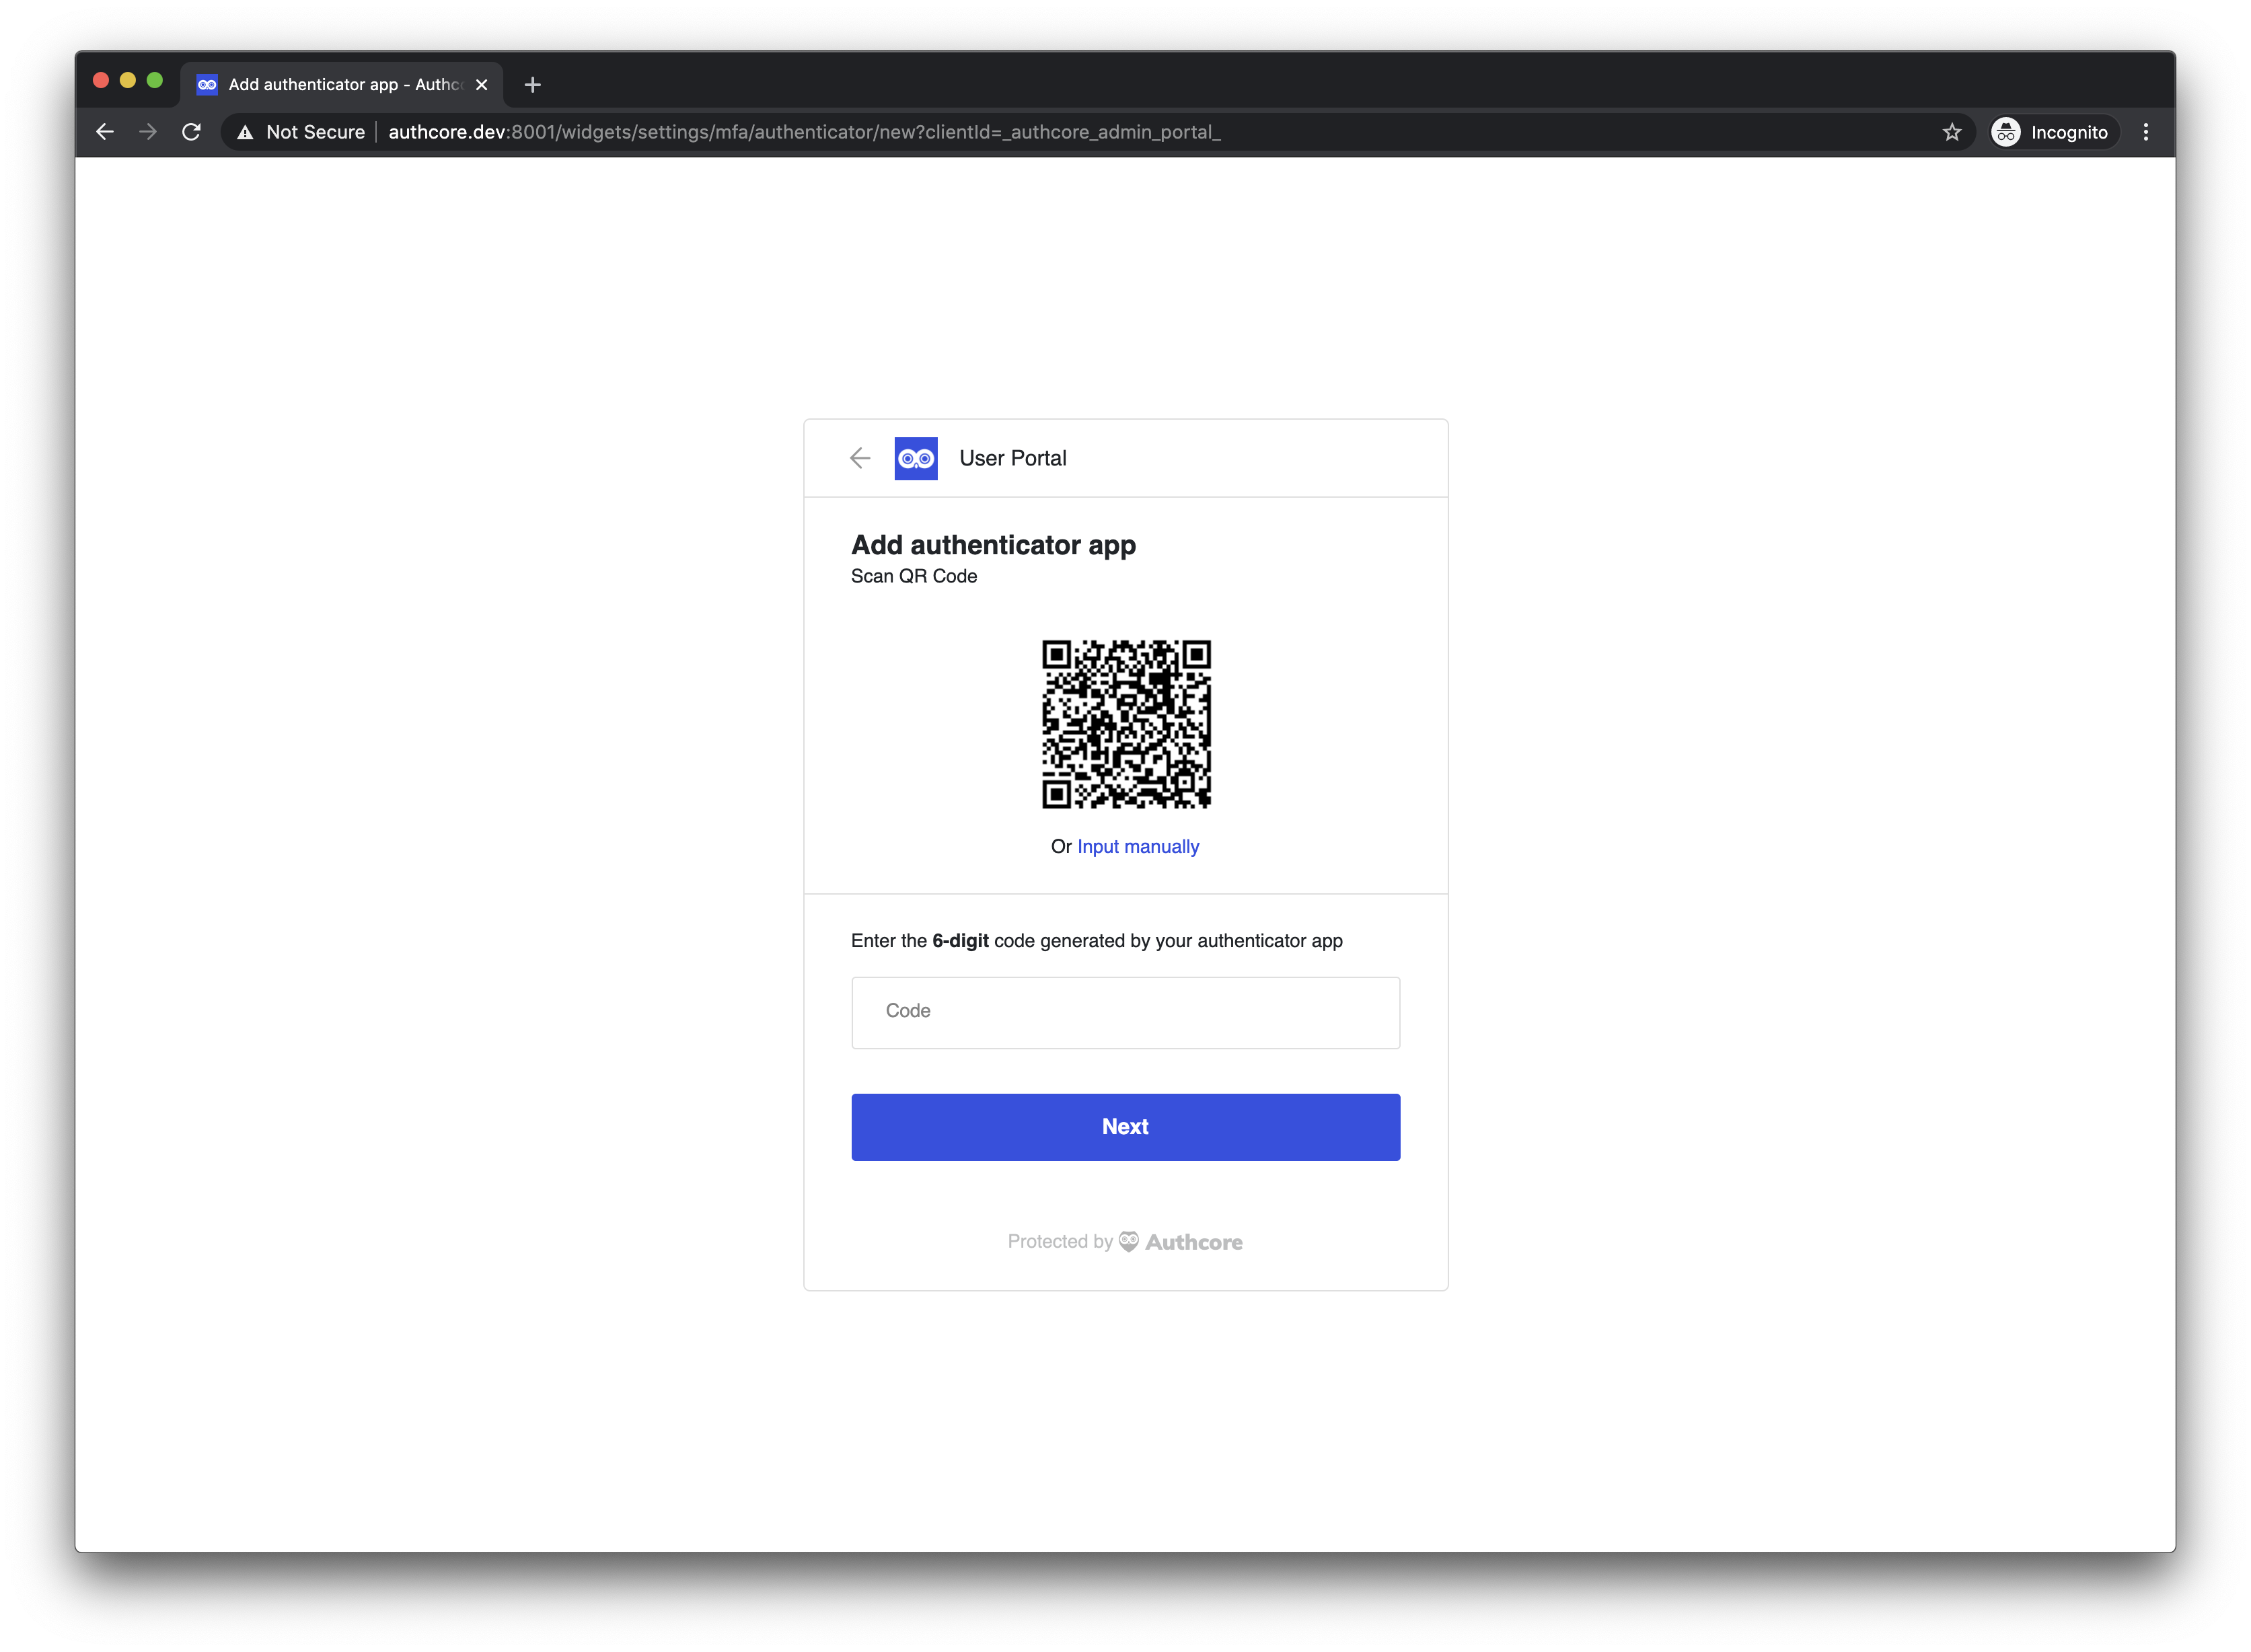 Add authenticator app - Authc
Not Secure authcore.dev:8001/widgets/settings/mfa/authenticator/new?clientId=_authcore_admin_portal_ Incognito
User Portal
Add authenticator app
Scan QR Code
Or Input manually
Enter the 6-digit code generated by your authenticator app
Code
Next
Protected by Authcore